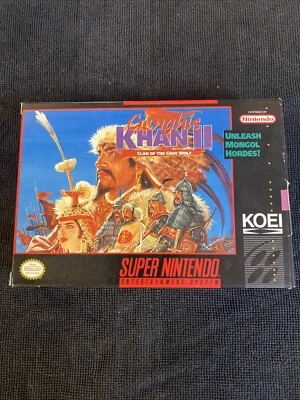 Genghis
KHAN II
CLAN OF THE GRAY WOLF
LICENSED BY
Nintendo
UNLEASH
MONGOL
HORDES!
KOEI
SUPER NINTENDO
ENTERTAINMENT SYSTEM